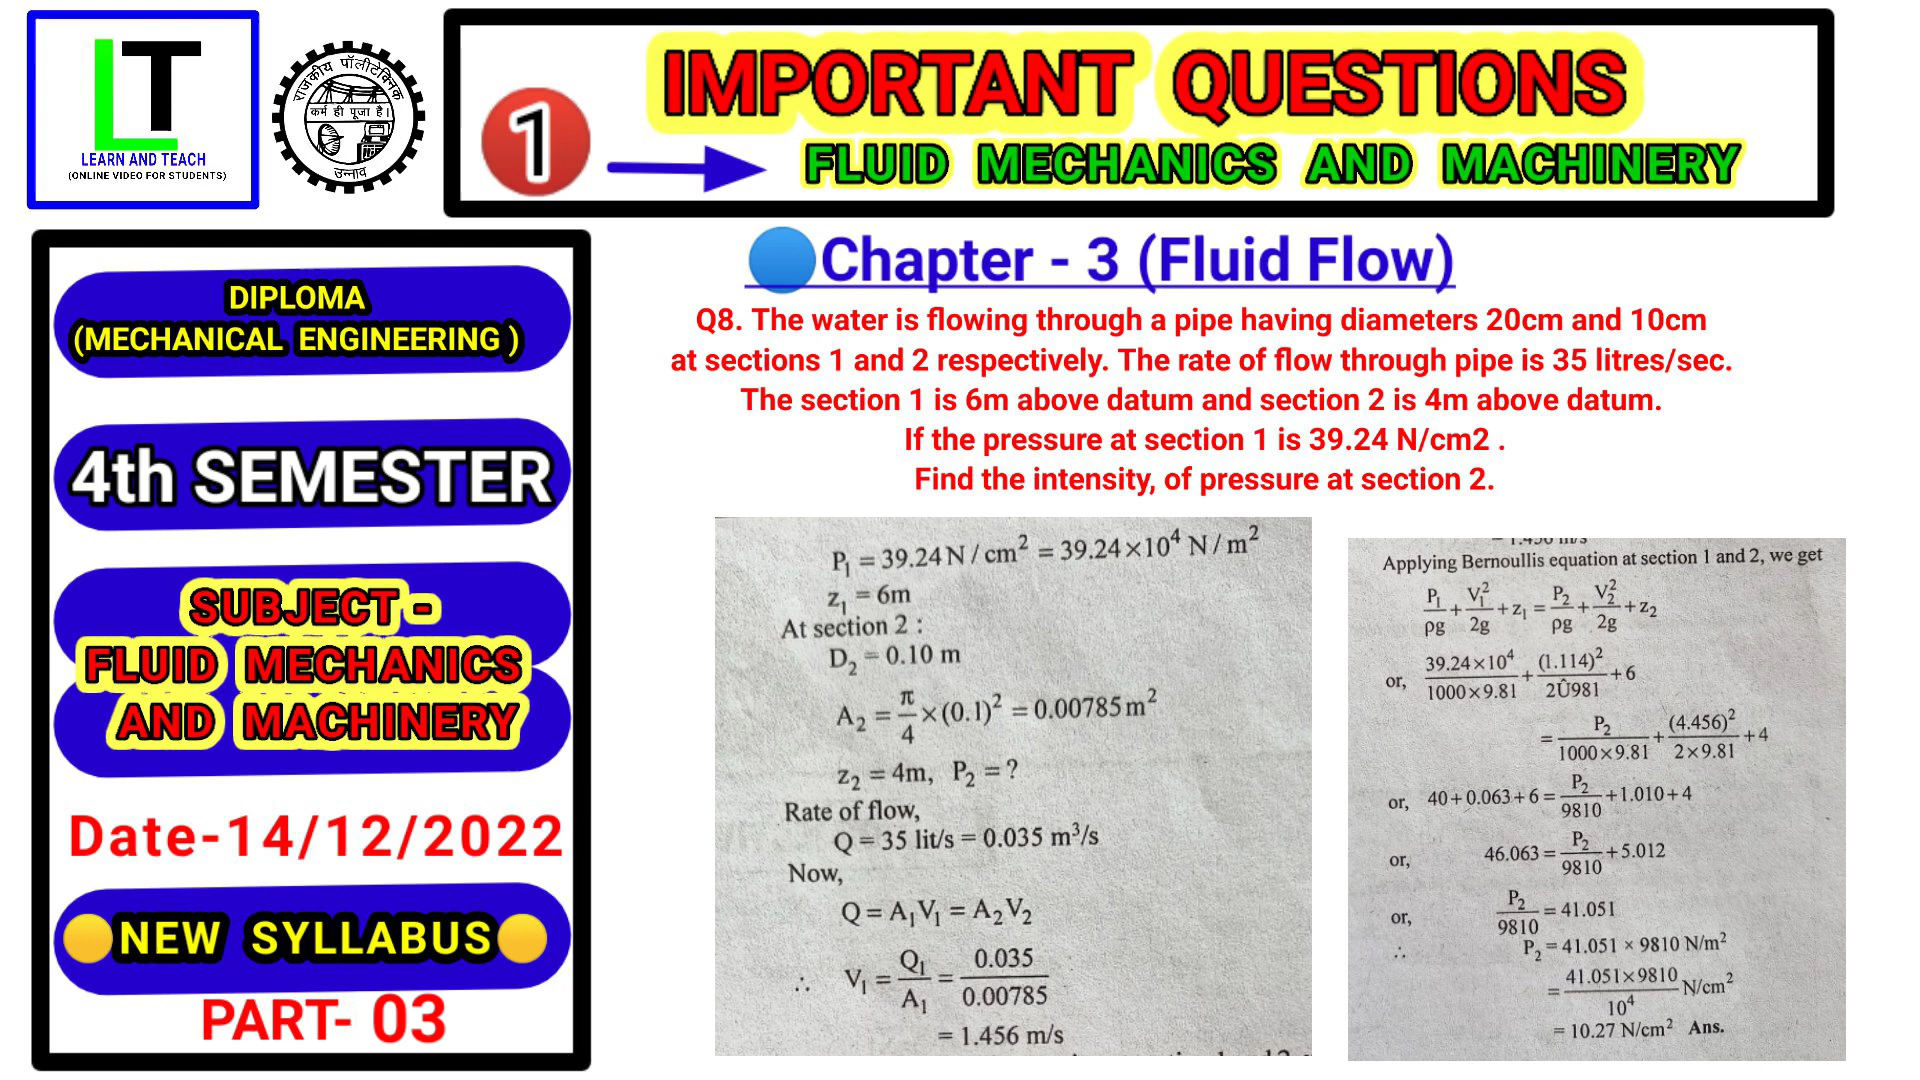 LT
LEARN AND TEACH
(ONLINE VIDEO FOR STUDENTS)
राजकीय पॉलीटेक्निक
कर्म ही पूजा है।
उन्नाव
1
IMPORTANT QUESTIONS
FLUID MECHANICS AND MACHINERY
DIPLOMA
(MECHANICAL ENGINEERING )
4th SEMESTER
SUBJECT -
FLUID MECHANICS
AND MACHINERY
Date-14/12/2022
NEW SYLLABUS
PART- 03
Chapter - 3 (Fluid Flow)
Q8. The water is flowing through a pipe having diameters 20cm and 10cm
at sections 1 and 2 respectively. The rate of flow through pipe is 35 litres/sec.
The section 1 is 6m above datum and section 2 is 4m above datum.
If the pressure at section 1 is 39.24 N/cm2 .
Find the intensity, of pressure at section 2.
P₁ = 39.24 N / cm² = 39.24×10⁴ N / m²
z₁ = 6m
At section 2 :
D₂ = 0.10 m
A₂ = π/4 ×(0.1)² = 0.00785 m²
z₂ = 4m, P₂ = ?
Rate of flow,
Q = 35 lit/s = 0.035 m³/s
Now,
Q = A₁V₁ = A₂V₂
∴ V₁ = Q₁/A₁ = 0.035/0.00785
= 1.456 m/s
= 1.456 m/s
Applying Bernoullis equation at section 1 and 2, we get
P₁/ρg + V₁²/2g + z₁ = P₂/ρg + V₂²/2g + z₂
or, 39.24×10⁴/1000×9.81 + (1.114)²/2Û981 + 6
= P₂/1000×9.81 + (4.456)²/2×9.81 + 4
or, 40+0.063+6 = P₂/9810 +1.010+4
or, 46.063 = P₂/9810 +5.012
or, P₂/9810 = 41.051
∴ P₂ = 41.051 × 9810 N/m²
= 41.051×9810/10⁴ N/cm²
= 10.27 N/cm² Ans.